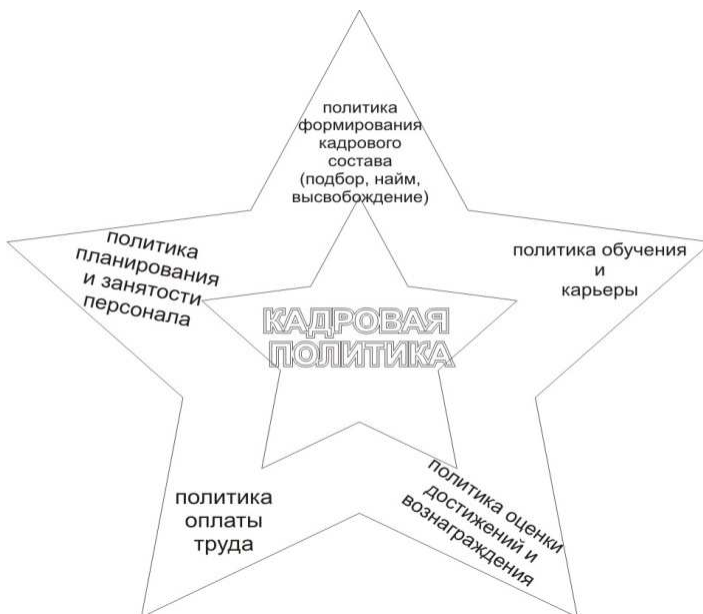 политика
формирования
кадрового
состава
(подбор, найм,
высвобождение)
политика
планирования
и занятости
персонала
политика обучения
и
карьеры
КАДРОВАЯ
ПОЛИТИКА
политика
оплаты
труда
политика оценки
достижений и
вознаграждения